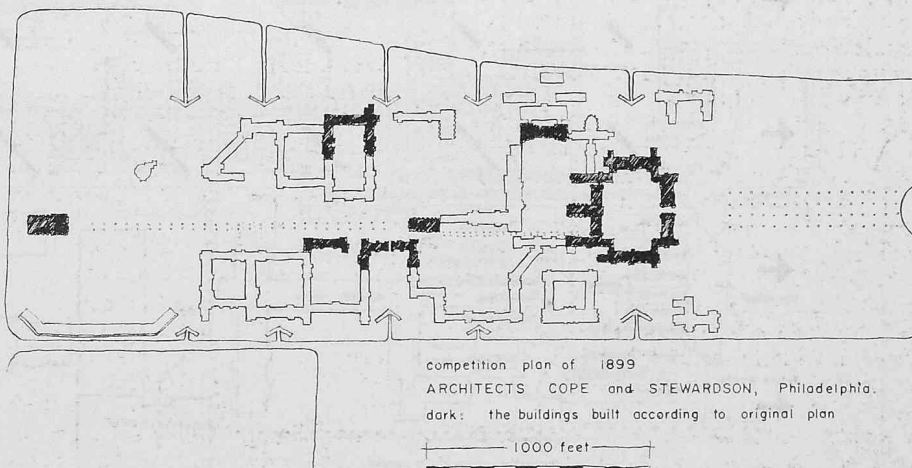 competition plan of 1899
ARCHITECTS COPE and STEWARDSON, Philadelphia.
dark: the buildings built according to original plan
1000 feet